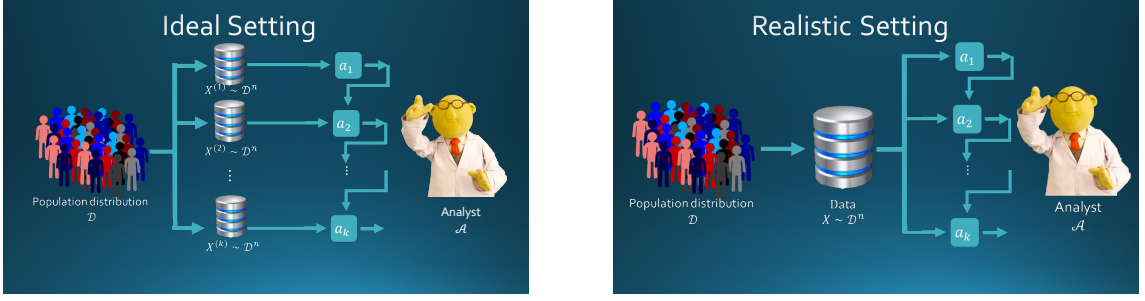 Ideal Setting
X^(1) ~ 𝒟^n
a_1
X^(2) ~ 𝒟^n
a_2
⋮
⋮
Population distribution
𝒟
X^(k) ~ 𝒟^n
a_k
Analyst
𝒜
Realistic Setting
a_1
a_2
⋮
Population distribution
𝒟
Data
X ~ 𝒟^n
a_k
Analyst
𝒜